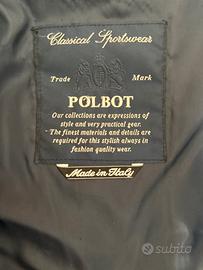 Classical Sportswear
Trade Mark
POLBOT
Our collections are expressions of
style and very practical gear.
The finest materials and details are
required for this stylish always in
fashion quality wear.
Made in Italy
subito